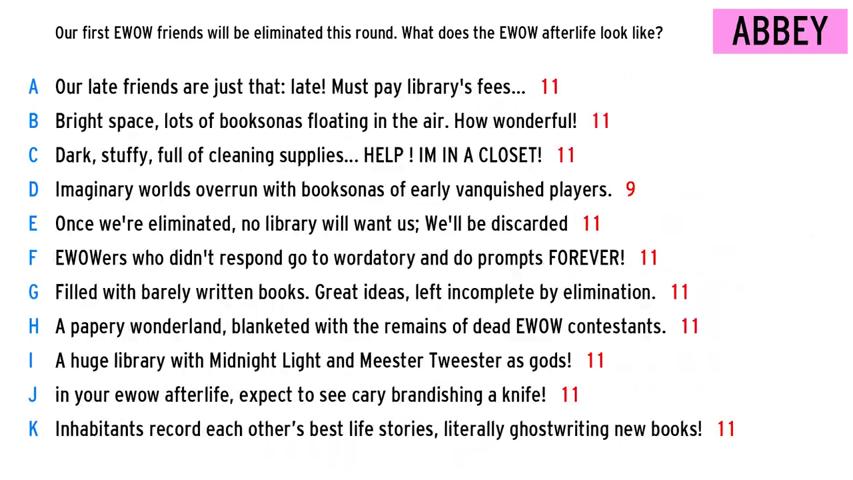 Our first EWOW friends will be eliminated this round. What does the EWOW afterlife look like?
ABBEY
A Our late friends are just that: late! Must pay library's fees... 11
B Bright space, lots of booksonas floating in the air. How wonderful! 11
C Dark, stuffy, full of cleaning supplies... HELP ! IM IN A CLOSET! 11
D Imaginary worlds overrun with booksonas of early vanquished players. 9
E Once we're eliminated, no library will want us; We'll be discarded 11
F EWOWers who didn't respond go to wordatory and do prompts FOREVER! 11
G Filled with barely written books. Great ideas, left incomplete by elimination. 11
H A papery wonderland, blanketed with the remains of dead EWOW contestants. 11
I A huge library with Midnight Light and Meester Tweester as gods! 11
J in your ewow afterlife, expect to see cary brandishing a knife! 11
K Inhabitants record each other’s best life stories, literally ghostwriting new books! 11